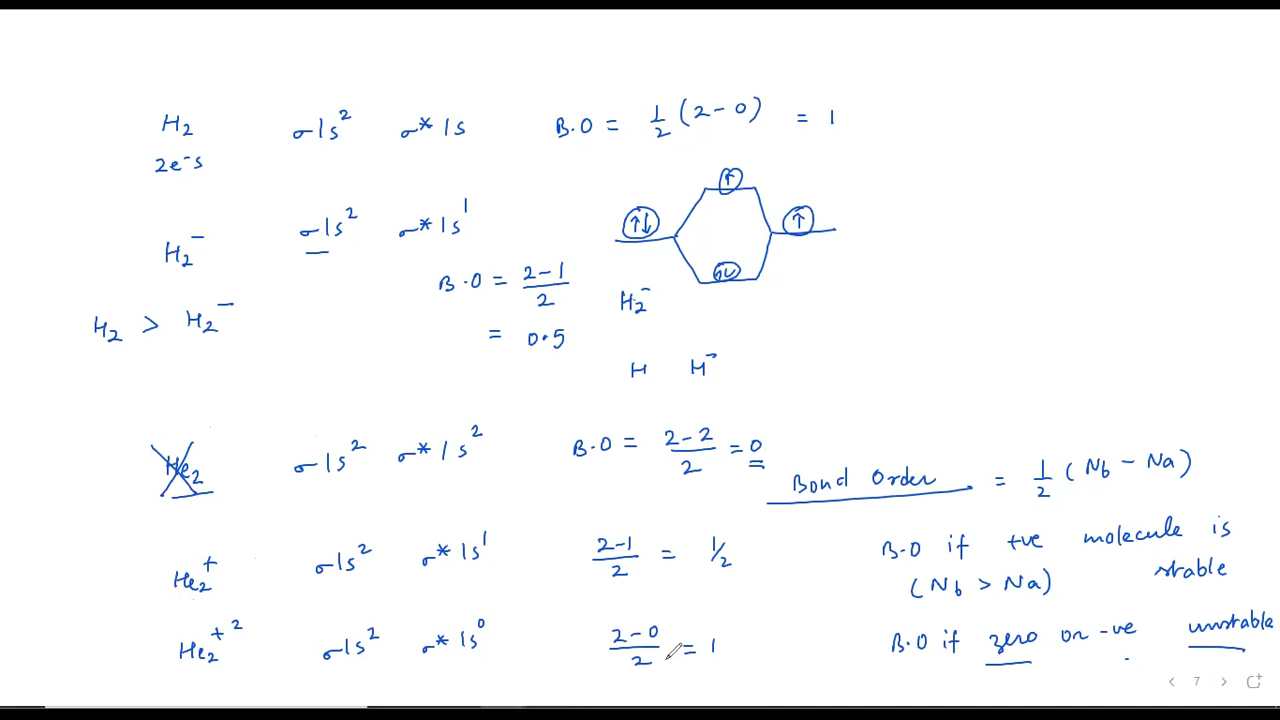 H₂ σ1s² σ*1s B.O = 1/2 (2-0) = 1
2e⁻s
↑
H₂⁻ σ1s² σ*1s¹ ↑↓ ↑
B.O = 2-1/2
H₂ > H₂⁻ H₂⁻
= 0.5
H H⁻
He₂ σ1s² σ*1s² B.O = 2-2/2 = 0
Bond Order = 1/2 (Nb - Na)
He₂⁺ σ1s² σ*1s¹ 2-1/2 = 1/2
B.O if +ve molecule is
(Nb > Na) stable
He₂⁺² σ1s² σ*1s⁰ 2-0/2 = 1
B.O if zero or -ve unstable
< 7 >